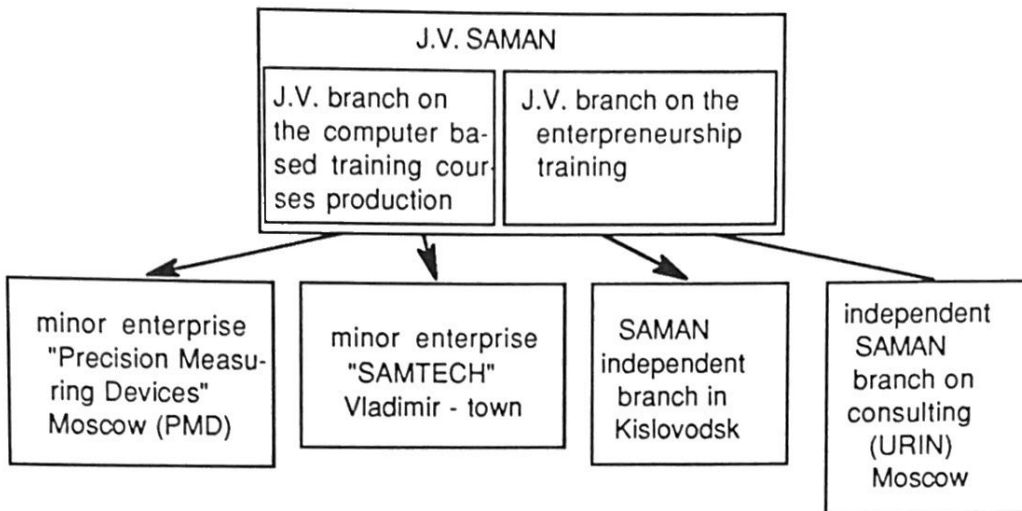 J.V. SAMAN
J.V. branch on
the computer ba-
sed training cour-
ses production
J.V. branch on the
enterpreneurship
training
minor enterprise
"Precision Measu-
ring Devices"
Moscow (PMD)
minor enterprise
"SAMTECH"
Vladimir - town
SAMAN
independent
branch in
Kislovodsk
independent
SAMAN
branch on
consulting
(URIN)
Moscow